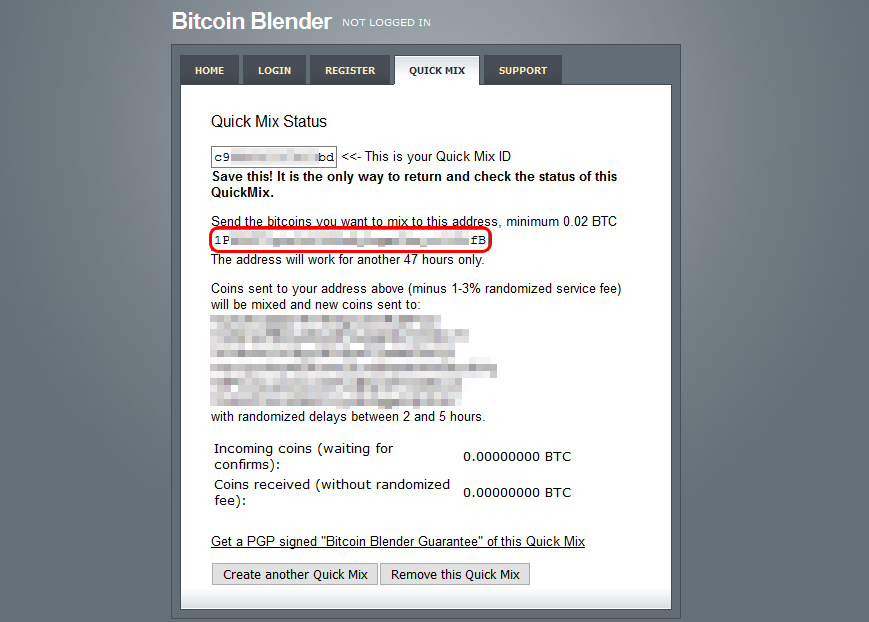 Bitcoin Blender NOT LOGGED IN
HOME LOGIN REGISTER QUICK MIX SUPPORT
Quick Mix Status
c9 bd <<- This is your Quick Mix ID
Save this! It is the only way to return and check the status of this
QuickMix.
Send the bitcoins you want to mix to this address, minimum 0.02 BTC
1P fB
The address will work for another 47 hours only.
Coins sent to your address above (minus 1-3% randomized service fee)
will be mixed and new coins sent to:
with randomized delays between 2 and 5 hours.
Incoming coins (waiting for
confirms): 0.00000000 BTC
Coins received (without randomized
fee): 0.00000000 BTC
Get a PGP signed "Bitcoin Blender Guarantee" of this Quick Mix
Create another Quick Mix Remove this Quick Mix